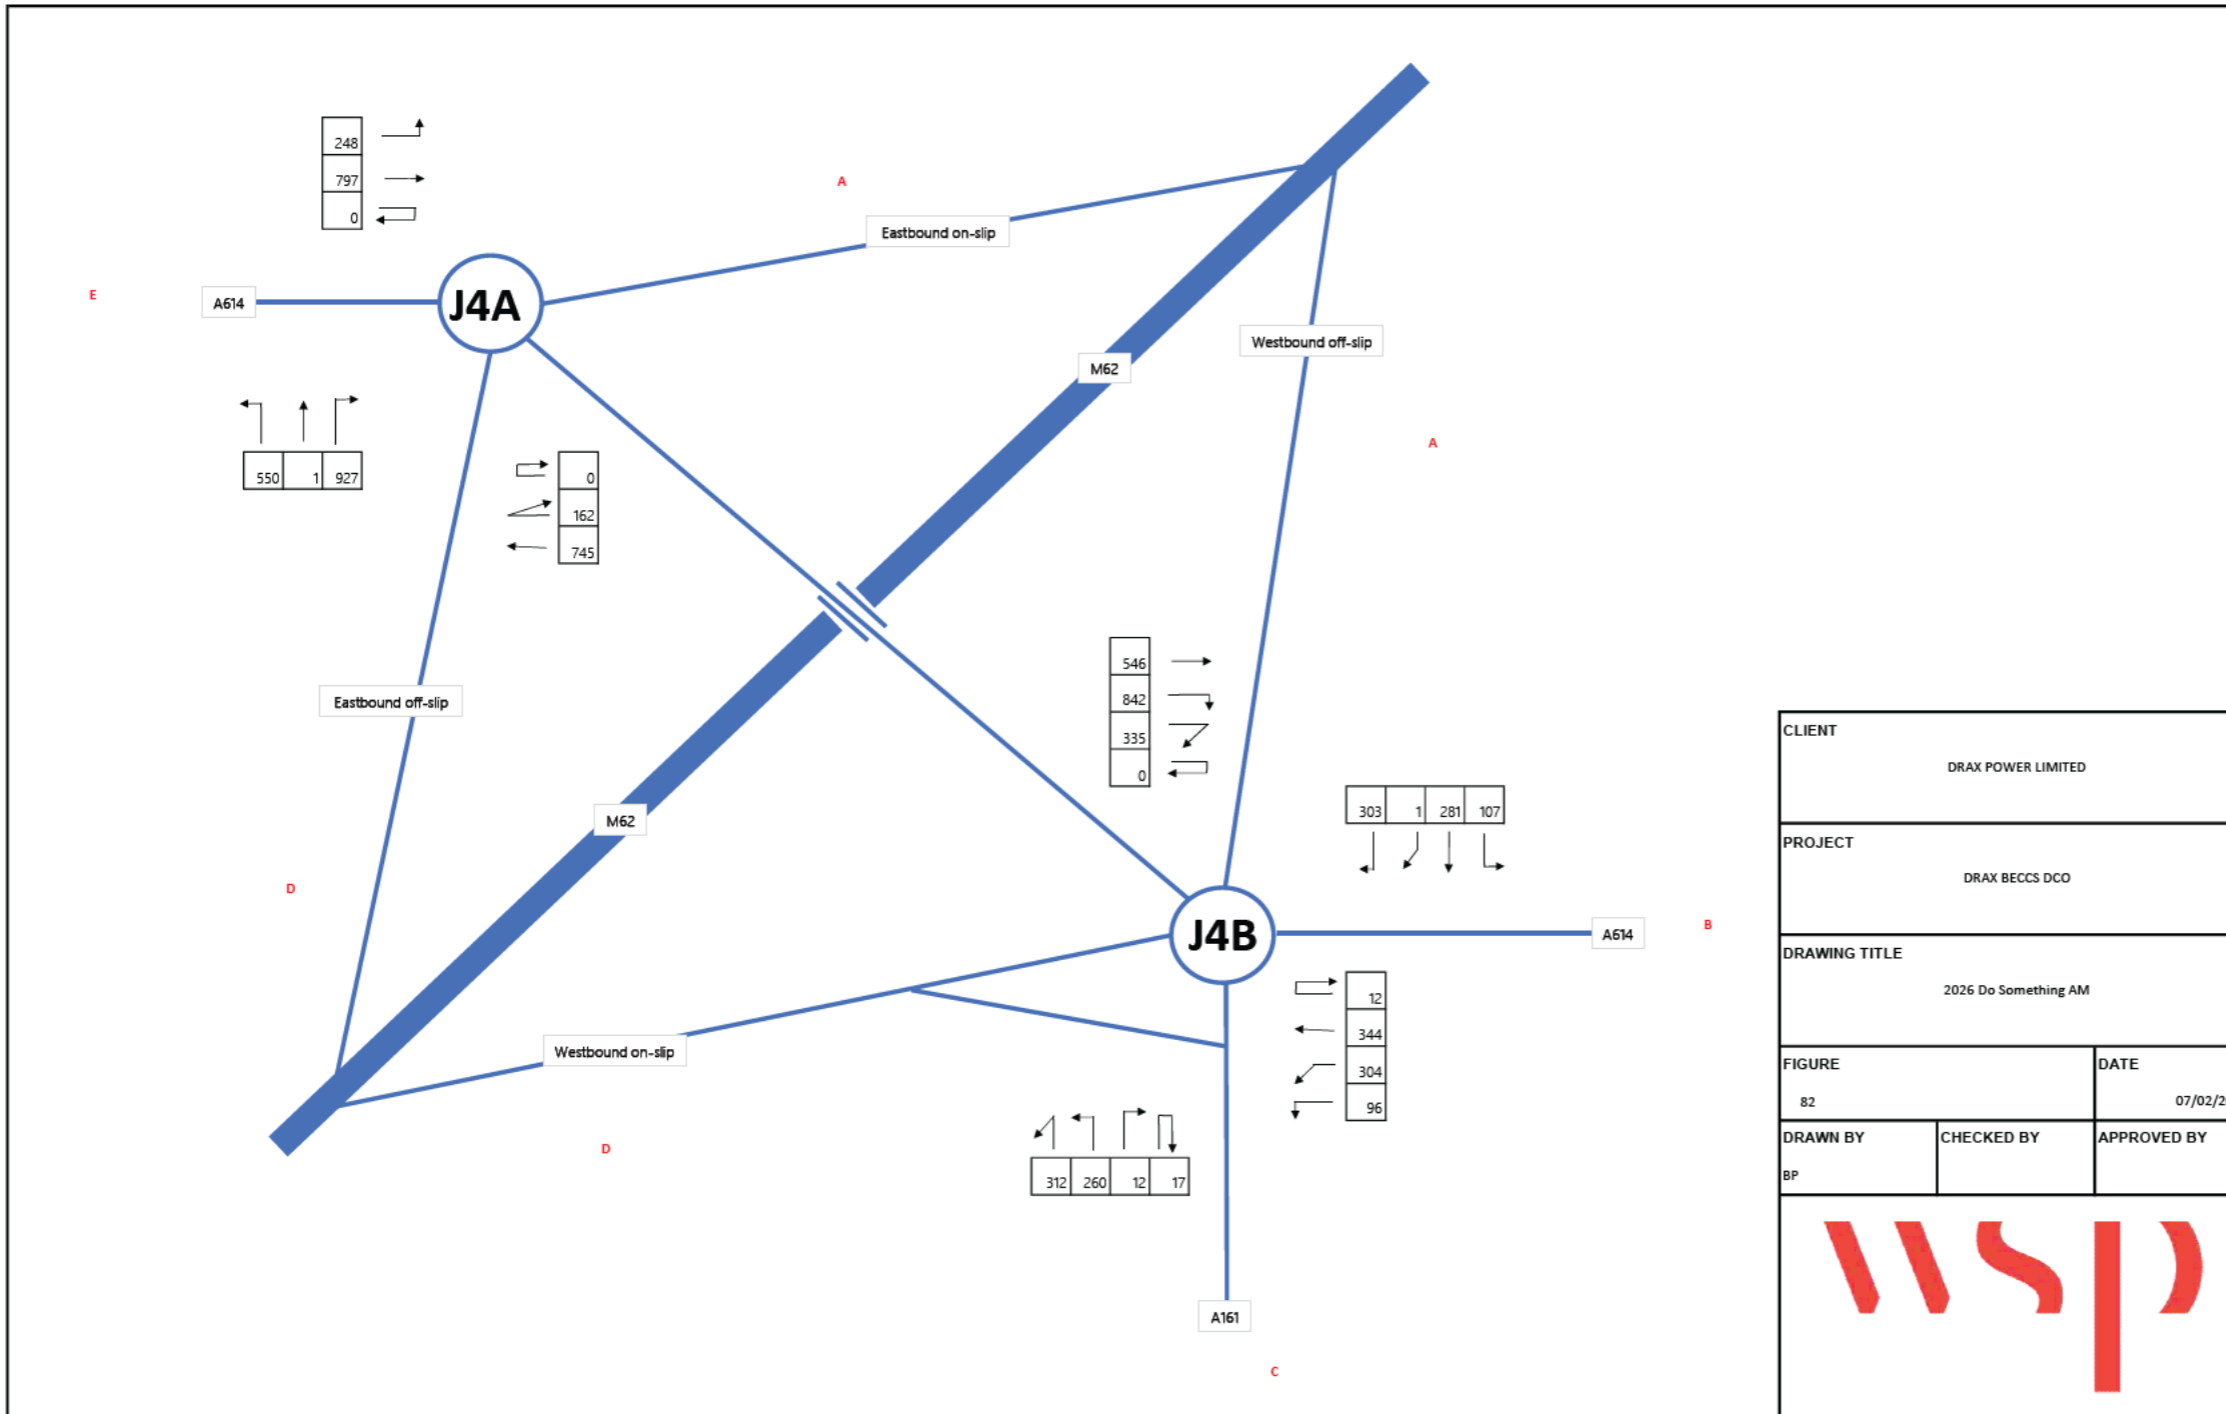 248
797
0
A
Eastbound on-slip
E
A614
J4A
Westbound off-slip
M62
A
550 1 927
0
162
745
546
842
335
0
Eastbound off-slip
M62
303 1 281 107
D
J4B
A614
B
12
344
304
96
Westbound on-slip
D
312 260 12 17
A161
C
CLIENT
DRAX POWER LIMITED
PROJECT
DRAX BECCS DCO
DRAWING TITLE
2026 Do Something AM
FIGURE
82
DATE
07/02/2
DRAWN BY
BP
CHECKED BY
APPROVED BY
wsp